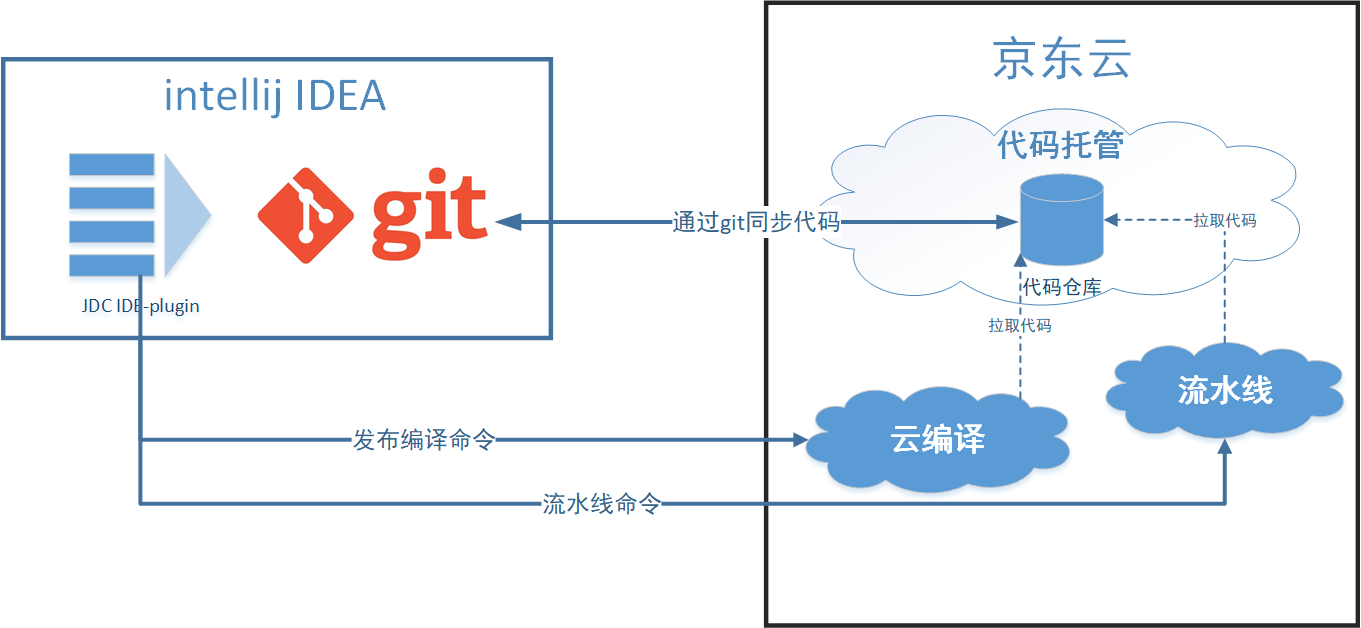 intellij IDEA
git
JDC IDE-plugin
通过git同步代码
京东云
代码托管
拉取代码
代码仓库
拉取代码
流水线
云编译
发布编译命令
流水线命令